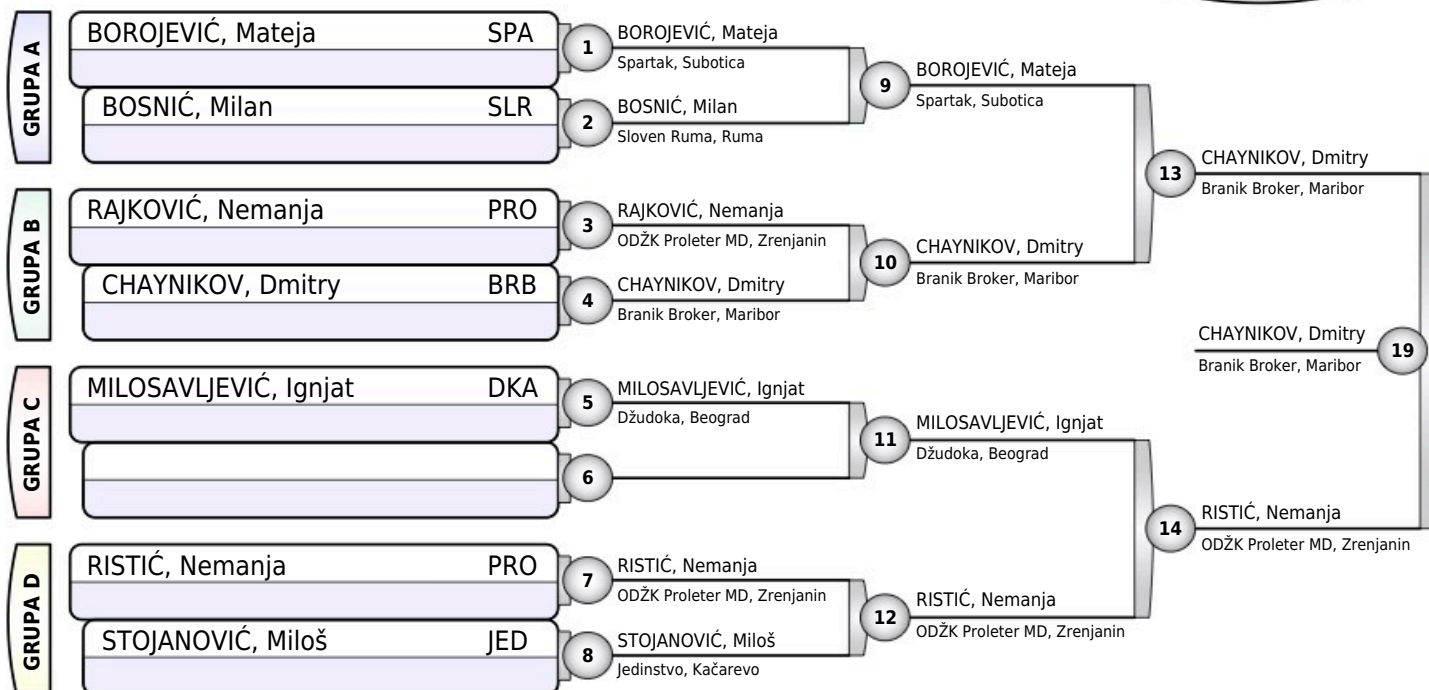 GRUPA A
BOROJEVIĆ, Mateja SPA
BOSNIĆ, Milan SLR
1
BOROJEVIĆ, Mateja
Spartak, Subotica
2
BOSNIĆ, Milan
Sloven Ruma, Ruma
9
BOROJEVIĆ, Mateja
Spartak, Subotica
GRUPA B
RAJKOVIĆ, Nemanja PRO
CHAYNIKOV, Dmitry BRB
3
RAJKOVIĆ, Nemanja
ODŽK Proleter MD, Zrenjanin
4
CHAYNIKOV, Dmitry
Branik Broker, Maribor
10
CHAYNIKOV, Dmitry
Branik Broker, Maribor
13
CHAYNIKOV, Dmitry
Branik Broker, Maribor
GRUPA C
MILOSAVLJEVIĆ, Ignjat DKA
5
MILOSAVLJEVIĆ, Ignjat
Džudoka, Beograd
6
11
MILOSAVLJEVIĆ, Ignjat
Džudoka, Beograd
GRUPA D
RISTIĆ, Nemanja PRO
STOJANOVIĆ, Miloš JED
7
RISTIĆ, Nemanja
ODŽK Proleter MD, Zrenjanin
8
STOJANOVIĆ, Miloš
Jedinstvo, Kačarevo
12
RISTIĆ, Nemanja
ODŽK Proleter MD, Zrenjanin
14
RISTIĆ, Nemanja
ODŽK Proleter MD, Zrenjanin
CHAYNIKOV, Dmitry
Branik Broker, Maribor
19